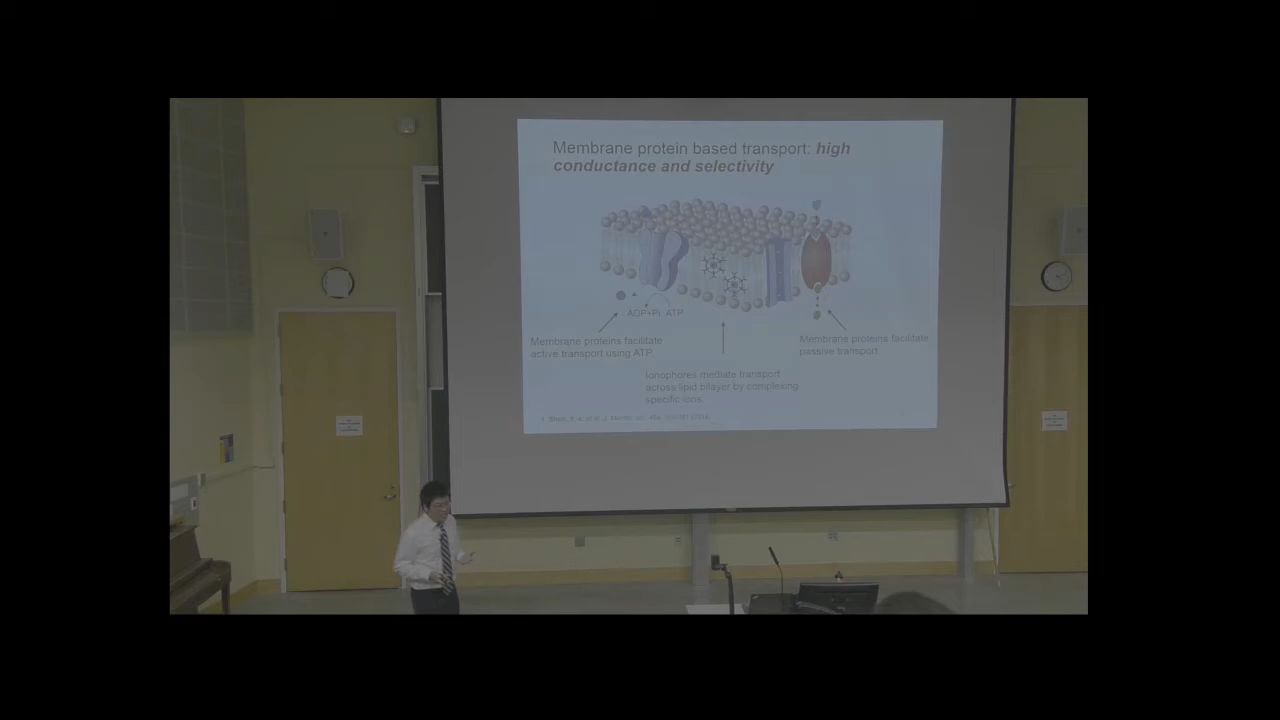 Membrane protein based transport: high
conductance and selectivity
ADP+Pi ATP
Membrane proteins facilitate
active transport using ATP.
Membrane proteins facilitate
passive transport.
Ionophores mediate transport
across lipid bilayer by complexing
specific ions.